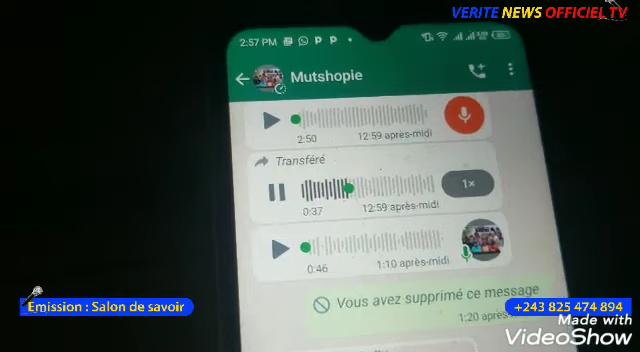 VERITE NEWS OFFICIEL TV
2:57 PM
Mutshopie
2:50 12:59 après-midi
Transféré
1×
0:37 12:59 après-midi
0:46 1:10 après-midi
Vous avez supprimé ce message
1:20 après
Emission : Salon de savoir
+243 825 474 894
Made with
VideoShow